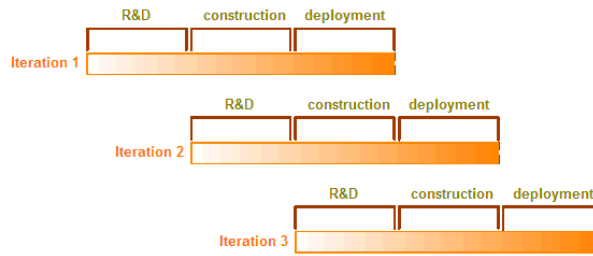 R&D construction deployment
Iteration 1
R&D construction deployment
Iteration 2
R&D construction deployment
Iteration 3